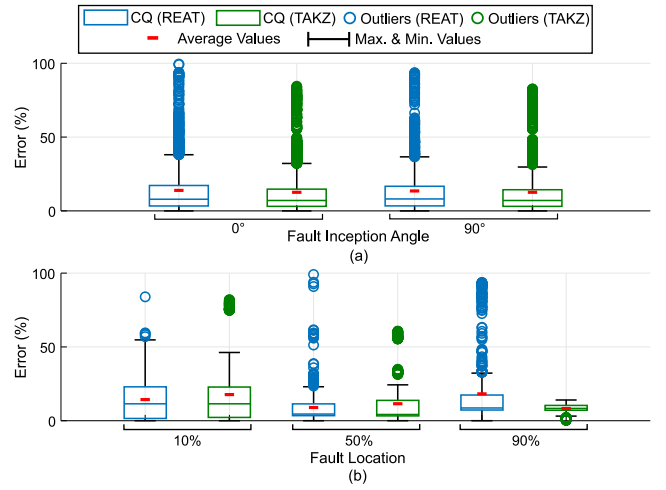 CQ (REAT) CQ (TAKZ) Outliers (REAT) Outliers (TAKZ)
Average Values Max. & Min. Values
100
50
0
Error (%)
0° 90°
Fault Inception Angle
(a)
100
50
0
Error (%)
10% 50% 90%
Fault Location
(b)